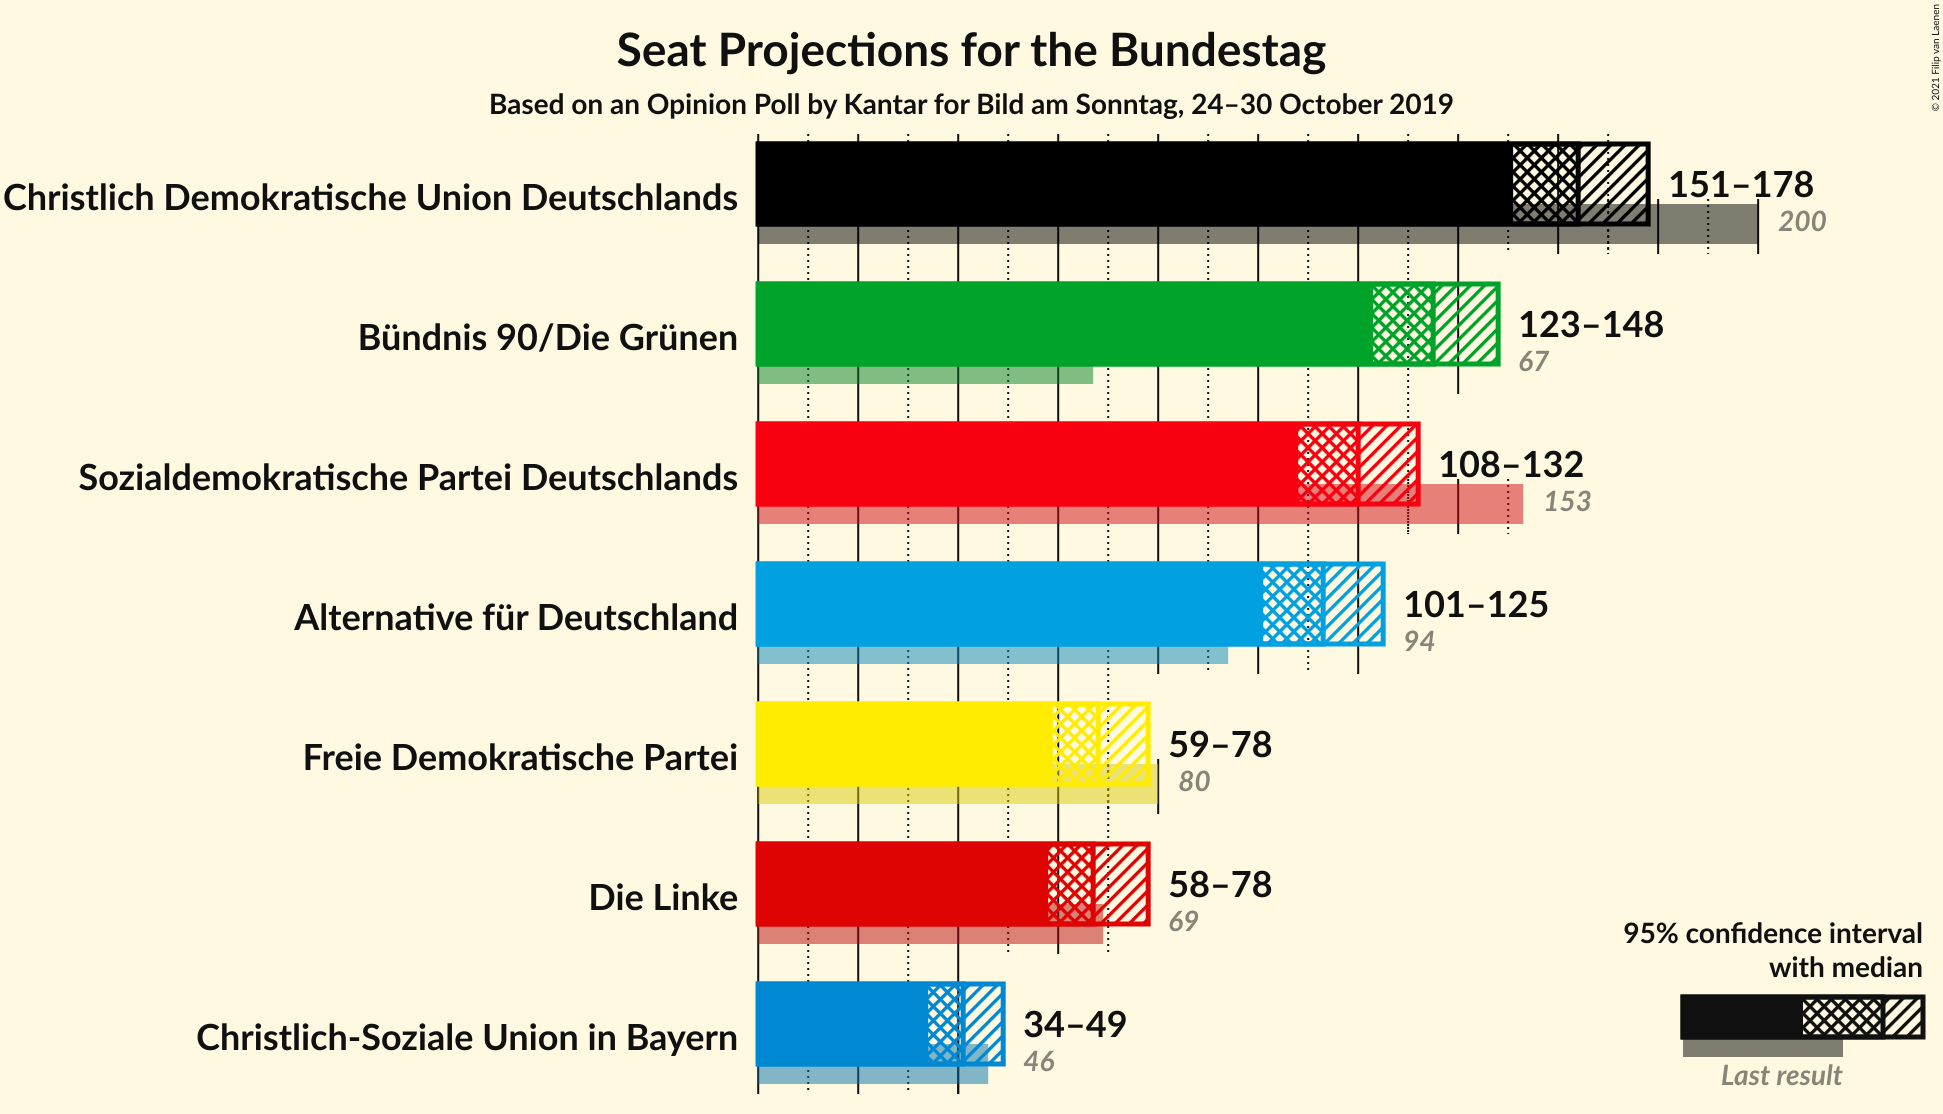 Seat Projections for the Bundestag
Based on an Opinion Poll by Kantar for Bild am Sonntag, 24–30 October 2019
© 2021 Filip van Laenen
Christlich Demokratische Union Deutschlands
151–178
200
Bündnis 90/Die Grünen
123–148
67
Sozialdemokratische Partei Deutschlands
108–132
153
Alternative für Deutschland
101–125
94
Freie Demokratische Partei
59–78
80
Die Linke
58–78
69
Christlich-Soziale Union in Bayern
34–49
46
95% confidence interval
with median
Last result